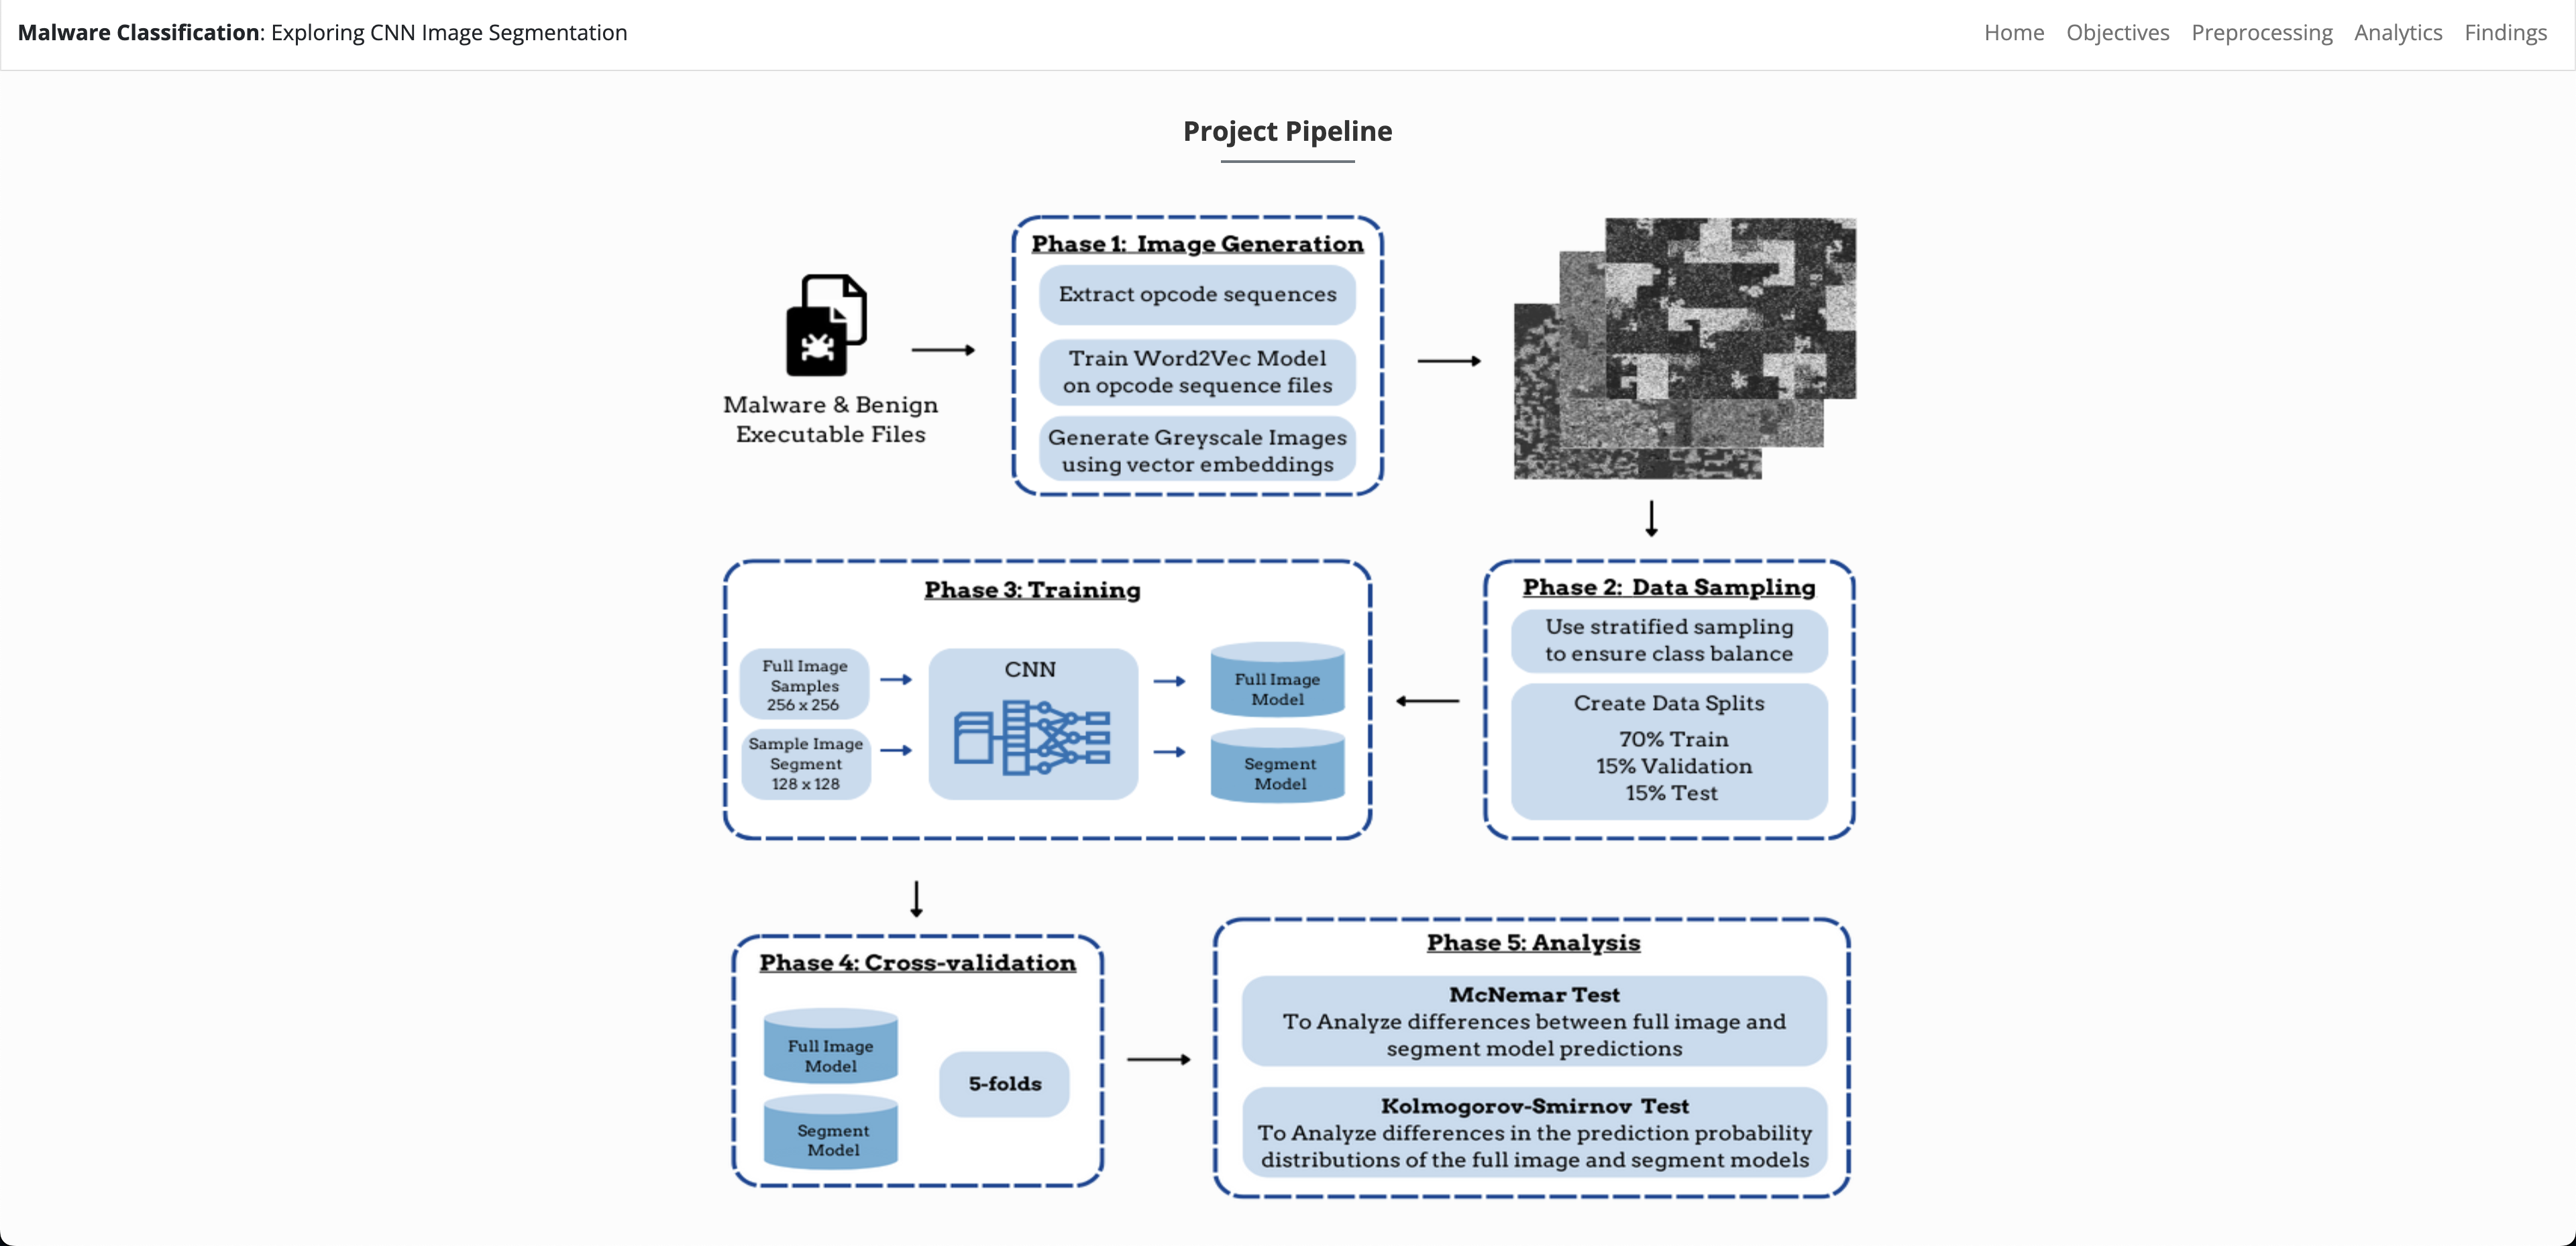 Malware Classification: Exploring CNN Image Segmentation
Home Objectives Preprocessing Analytics Findings
Project Pipeline
Malware & Benign
Executable Files
Phase 1: Image Generation
Extract opcode sequences
Train Word2Vec Model
on opcode sequence files
Generate Greyscale Images
using vector embeddings
Phase 2: Data Sampling
Use stratified sampling
to ensure class balance
Create Data Splits
70% Train
15% Validation
15% Test
Phase 3: Training
Full Image
Samples
256 x 256
Sample Image
Segment
128 x 128
CNN
Full Image
Model
Segment
Model
Phase 4: Cross-validation
Full Image
Model
Segment
Model
5-folds
Phase 5: Analysis
McNemar Test
To Analyze differences between full image and
segment model predictions
Kolmogorov-Smirnov Test
To Analyze differences in the prediction probability
distributions of the full image and segment models